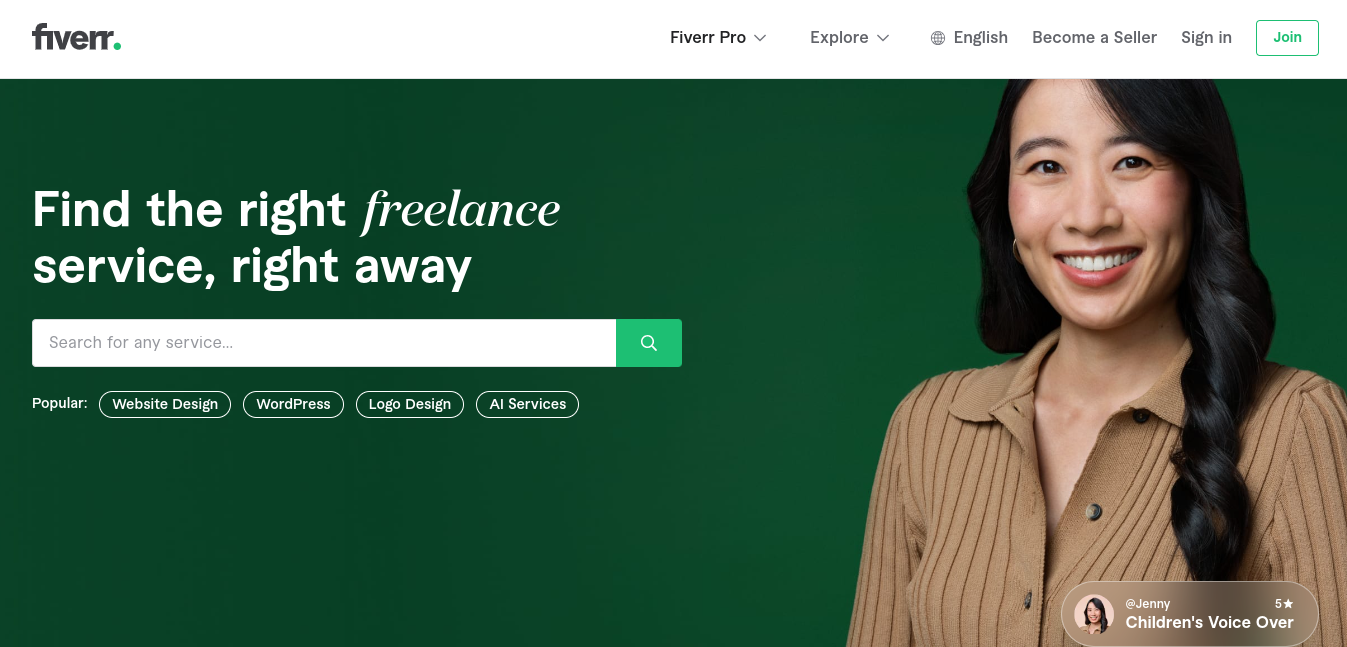 fiverr.
Fiverr Pro
Explore
English
Become a Seller
Sign in
Join
Find the right freelance
service, right away
Search for any service...
Popular:
Website Design
WordPress
Logo Design
AI Services
@Jenny
5★
Children's Voice Over